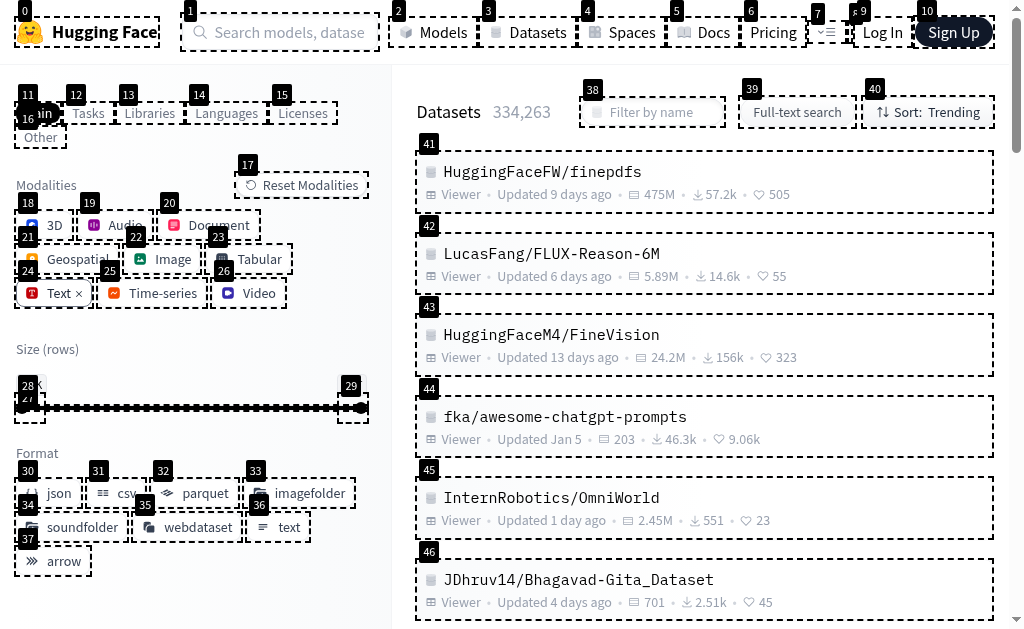 0 1 2 3 4 5 6 7 9 10
Hugging Face Search models, datase Models Datasets Spaces Docs Pricing Log In Sign Up
11 12 13 14 15
Tasks Libraries Languages Licenses
16
Other
17
Modalities Reset Modalities
18 19 20
3D Audio Document
21 22 23
Geospatial Image Tabular
24 25 26
Text × Time-series Video
Size (rows)
28 29
27
Format
30 31 32 33
json csv parquet imagefolder
34 35 36
soundfolder webdataset text
37
arrow
38 39 40
Datasets 334,263 Filter by name Full-text search Sort: Trending
41
HuggingFaceFW/finepdfs
Viewer • Updated 9 days ago • 475M • 57.2k • 505
42
LucasFang/FLUX-Reason-6M
Viewer • Updated 6 days ago • 5.89M • 14.6k • 55
43
HuggingFaceM4/FineVision
Viewer • Updated 13 days ago • 24.2M • 156k • 323
44
fka/awesome-chatgpt-prompts
Viewer • Updated Jan 5 • 203 • 46.3k • 9.06k
45
InternRobotics/OmniWorld
Viewer • Updated 1 day ago • 2.45M • 551 • 23
46
JDhruv14/Bhagavad-Gita_Dataset
Viewer • Updated 4 days ago • 701 • 2.51k • 45